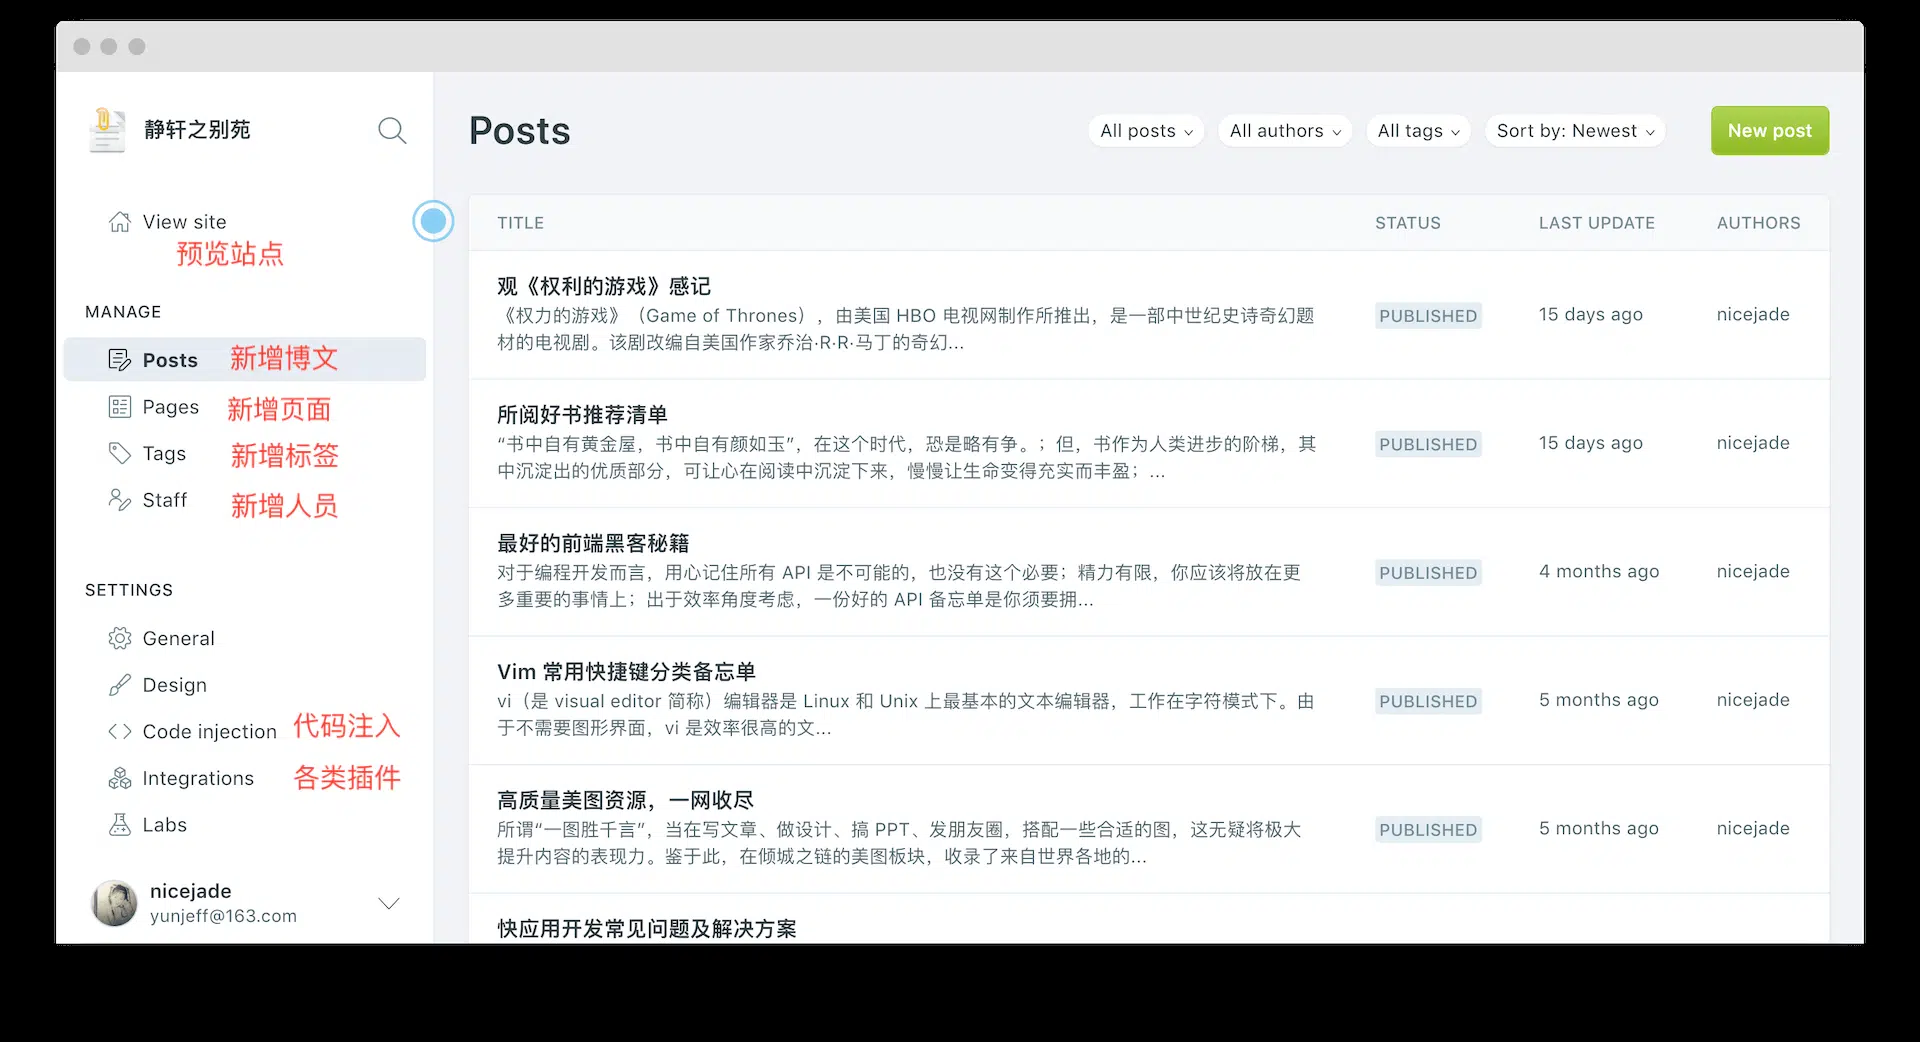 静轩之别苑
View site
预览站点
MANAGE
Posts 新增博文
Pages 新增页面
Tags 新增标签
Staff 新增人员
SETTINGS
General
Design
Code injection 代码注入
Integrations 各类插件
Labs
nicejade
yunjeff@163.com
Posts
All posts
All authors
All tags
Sort by: Newest
New post
TITLE STATUS LAST UPDATE AUTHORS
观《权利的游戏》感记
《权力的游戏》（Game of Thrones），由美国 HBO 电视网制作所推出，是一部中世纪史诗奇幻题
材的电视剧。该剧改编自美国作家乔治·R·R·马丁的奇幻...
PUBLISHED 15 days ago nicejade
所阅好书推荐清单
“书中自有黄金屋，书中自有颜如玉”，在这个时代，恐是略有争。；但，书作为人类进步的阶梯，其
中沉淀出的优质部分，可让心在阅读中沉淀下来，慢慢让生命变得充实而丰盈；...
PUBLISHED 15 days ago nicejade
最好的前端黑客秘籍
对于编程开发而言，用心记住所有 API 是不可能的，也没有这个必要；精力有限，你应该将放在更
多重要的事情上；出于效率角度考虑，一份好的 API 备忘单是你须要拥...
PUBLISHED 4 months ago nicejade
Vim 常用快捷键分类备忘单
vi（是 visual editor 简称）编辑器是 Linux 和 Unix 上最基本的文本编辑器，工作在字符模式下。由
于不需要图形界面，vi 是效率很高的文...
PUBLISHED 5 months ago nicejade
高质量美图资源，一网收尽
所谓“一图胜千言”，当在写文章、做设计、搞 PPT、发朋友圈，搭配一些合适的图，这无疑将极大
提升内容的表现力。鉴于此，在倾城之链的美图板块，收录了来自世界各地的...
PUBLISHED 5 months ago nicejade
快应用开发常见问题及解决方案